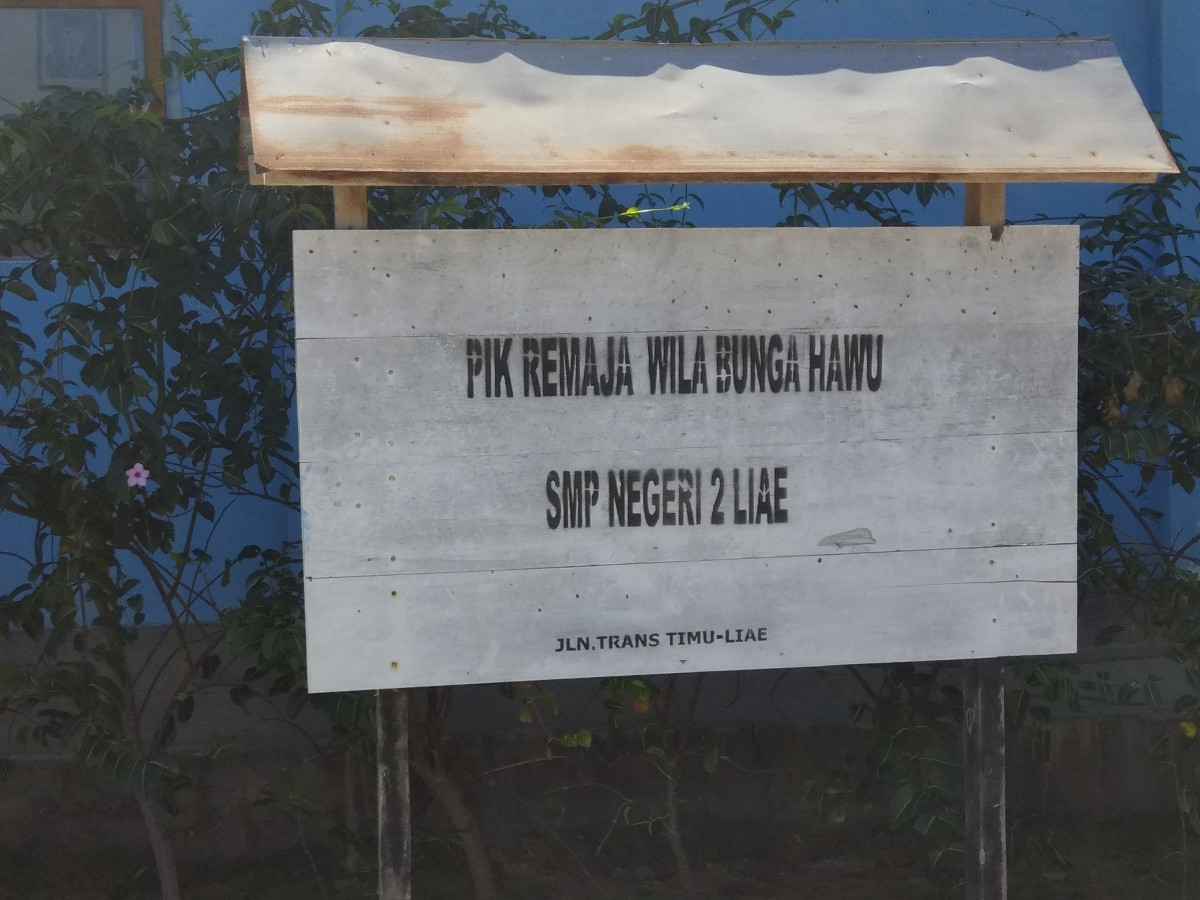 PIK REMAJA WILA BUNGA HAWU
SMP NEGERI 2 LIAE
JLN.TRANS TIMU-LIAE